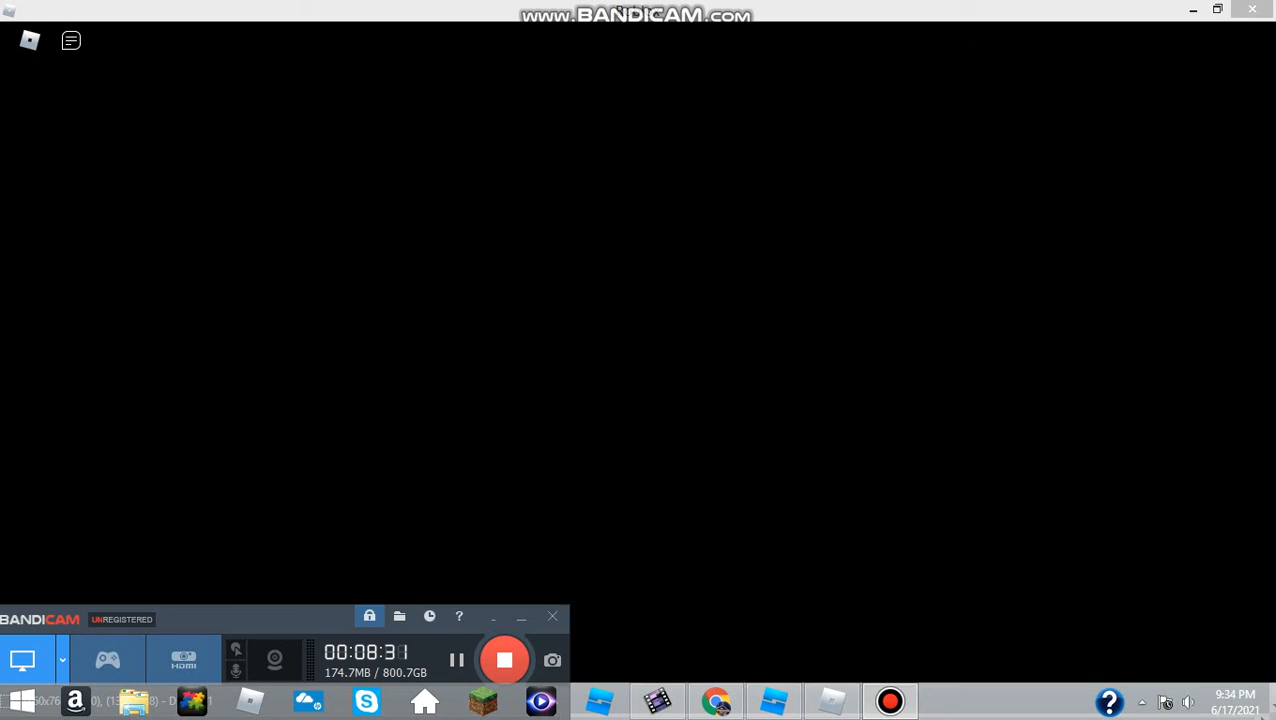 www.BANDICAM.com
BANDICAM UNREGISTERED
?
HDMI
00:08:31
174.7MB / 800.7GB
9:34 PM
6/17/2021